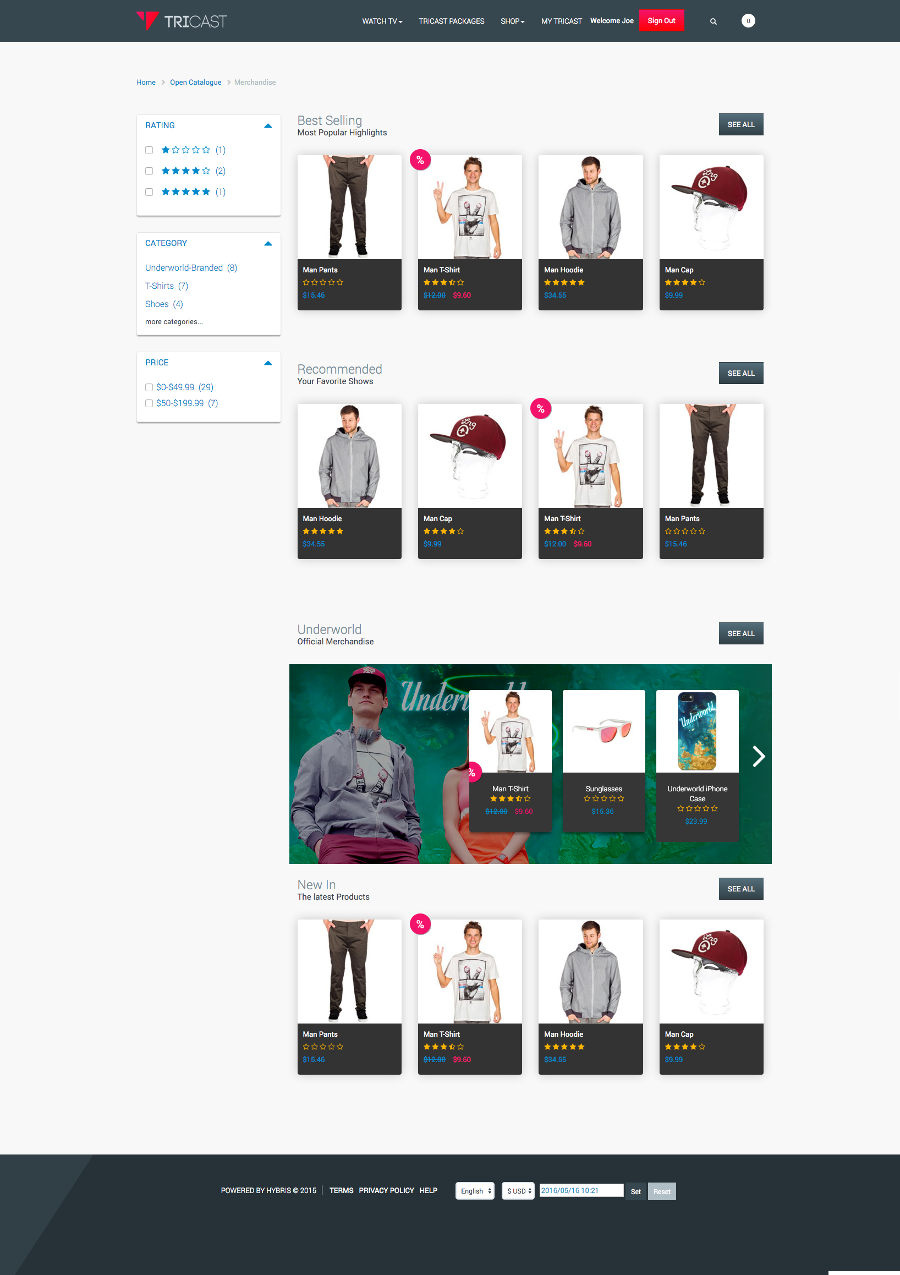 TRICAST
WATCH TV TRICAST PACKAGES SHOP MY TRICAST Welcome Joe Sign Out 0
Home Open Catalogue Merchandise
RATING
(1)
(2)
(1)
CATEGORY
Underworld-Branded (8)
T-Shirts (7)
Shoes (4)
more categories...
PRICE
$0-$49.99 (29)
$50-$199.99 (7)
Best Selling
Most Popular Highlights
SEE ALL
%
Man Pants Man T-Shirt Man Hoodie Man Cap
$15.46 $12.00 $9.60 $34.55 $9.99
Recommended
Your Favorite Shows
SEE ALL
%
Man Hoodie Man Cap Man T-Shirt Man Pants
$34.55 $9.99 $12.00 $9.60 $15.46
Underworld
Official Merchandise
SEE ALL
Underworld
%
Man T-Shirt Sunglasses Underworld iPhone
Case
$12.00 $9.60
$23.99
New In
The latest Products
SEE ALL
%
Man Pants Man T-Shirt Man Hoodie Man Cap
$15.46 $12.00 $9.60 $34.55 $9.99
POWERED BY HYBRIS © 2015 TERMS PRIVACY POLICY HELP English $ USD 2016/05/16 10:21 Set Reset